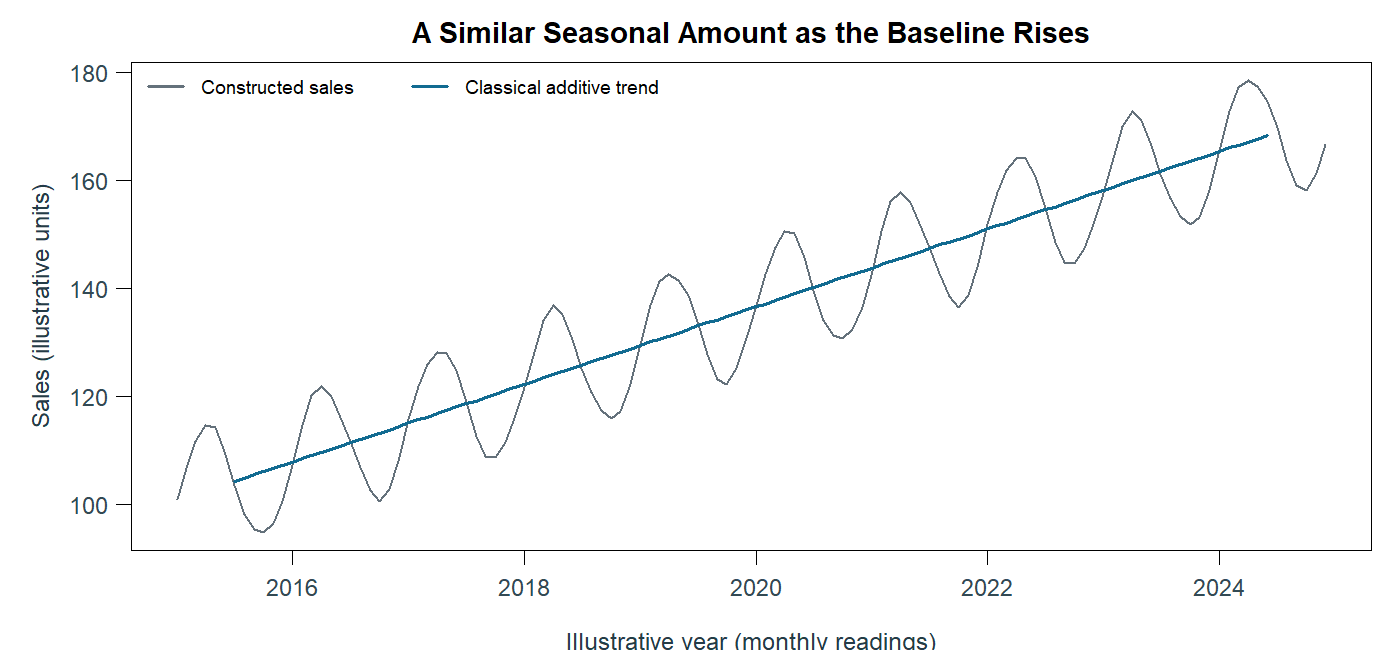 A Similar Seasonal Amount as the Baseline Rises
Constructed sales
Classical additive trend
Sales (illustrative units)
180
160
140
120
100
2016
2018
2020
2022
2024
Illustrative year (monthly readings)